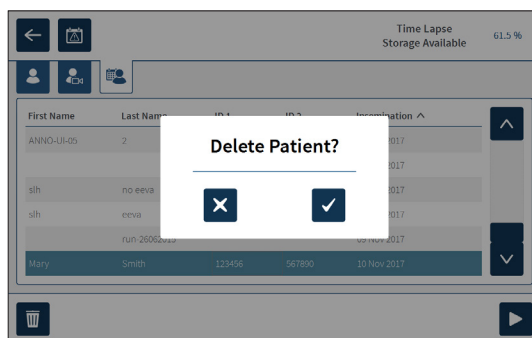 Time Lapse
Storage Available 61.5 %
First Name Last Name ID 1 ID 2 Insemination
ANNO-UI-05 2 2017
2017
slh no eeva 2017
slh eeva 2017
run-26062015 09 Nov 2017
Mary Smith 123456 567890 10 Nov 2017
Delete Patient?